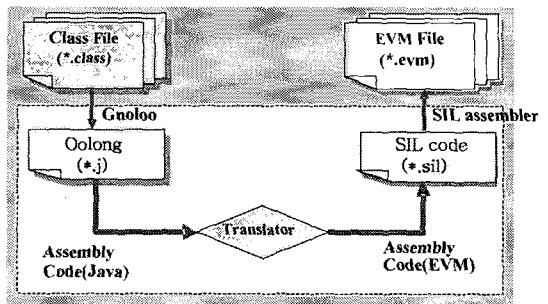 Class File
(*.class)
EVM File
(*.evm)
Gnoloo
SIL assembler
Oolong
(*.j)
SIL code
(*.sil)
Translator
Assembly
Code(Java)
Assembly
Code(EVM)